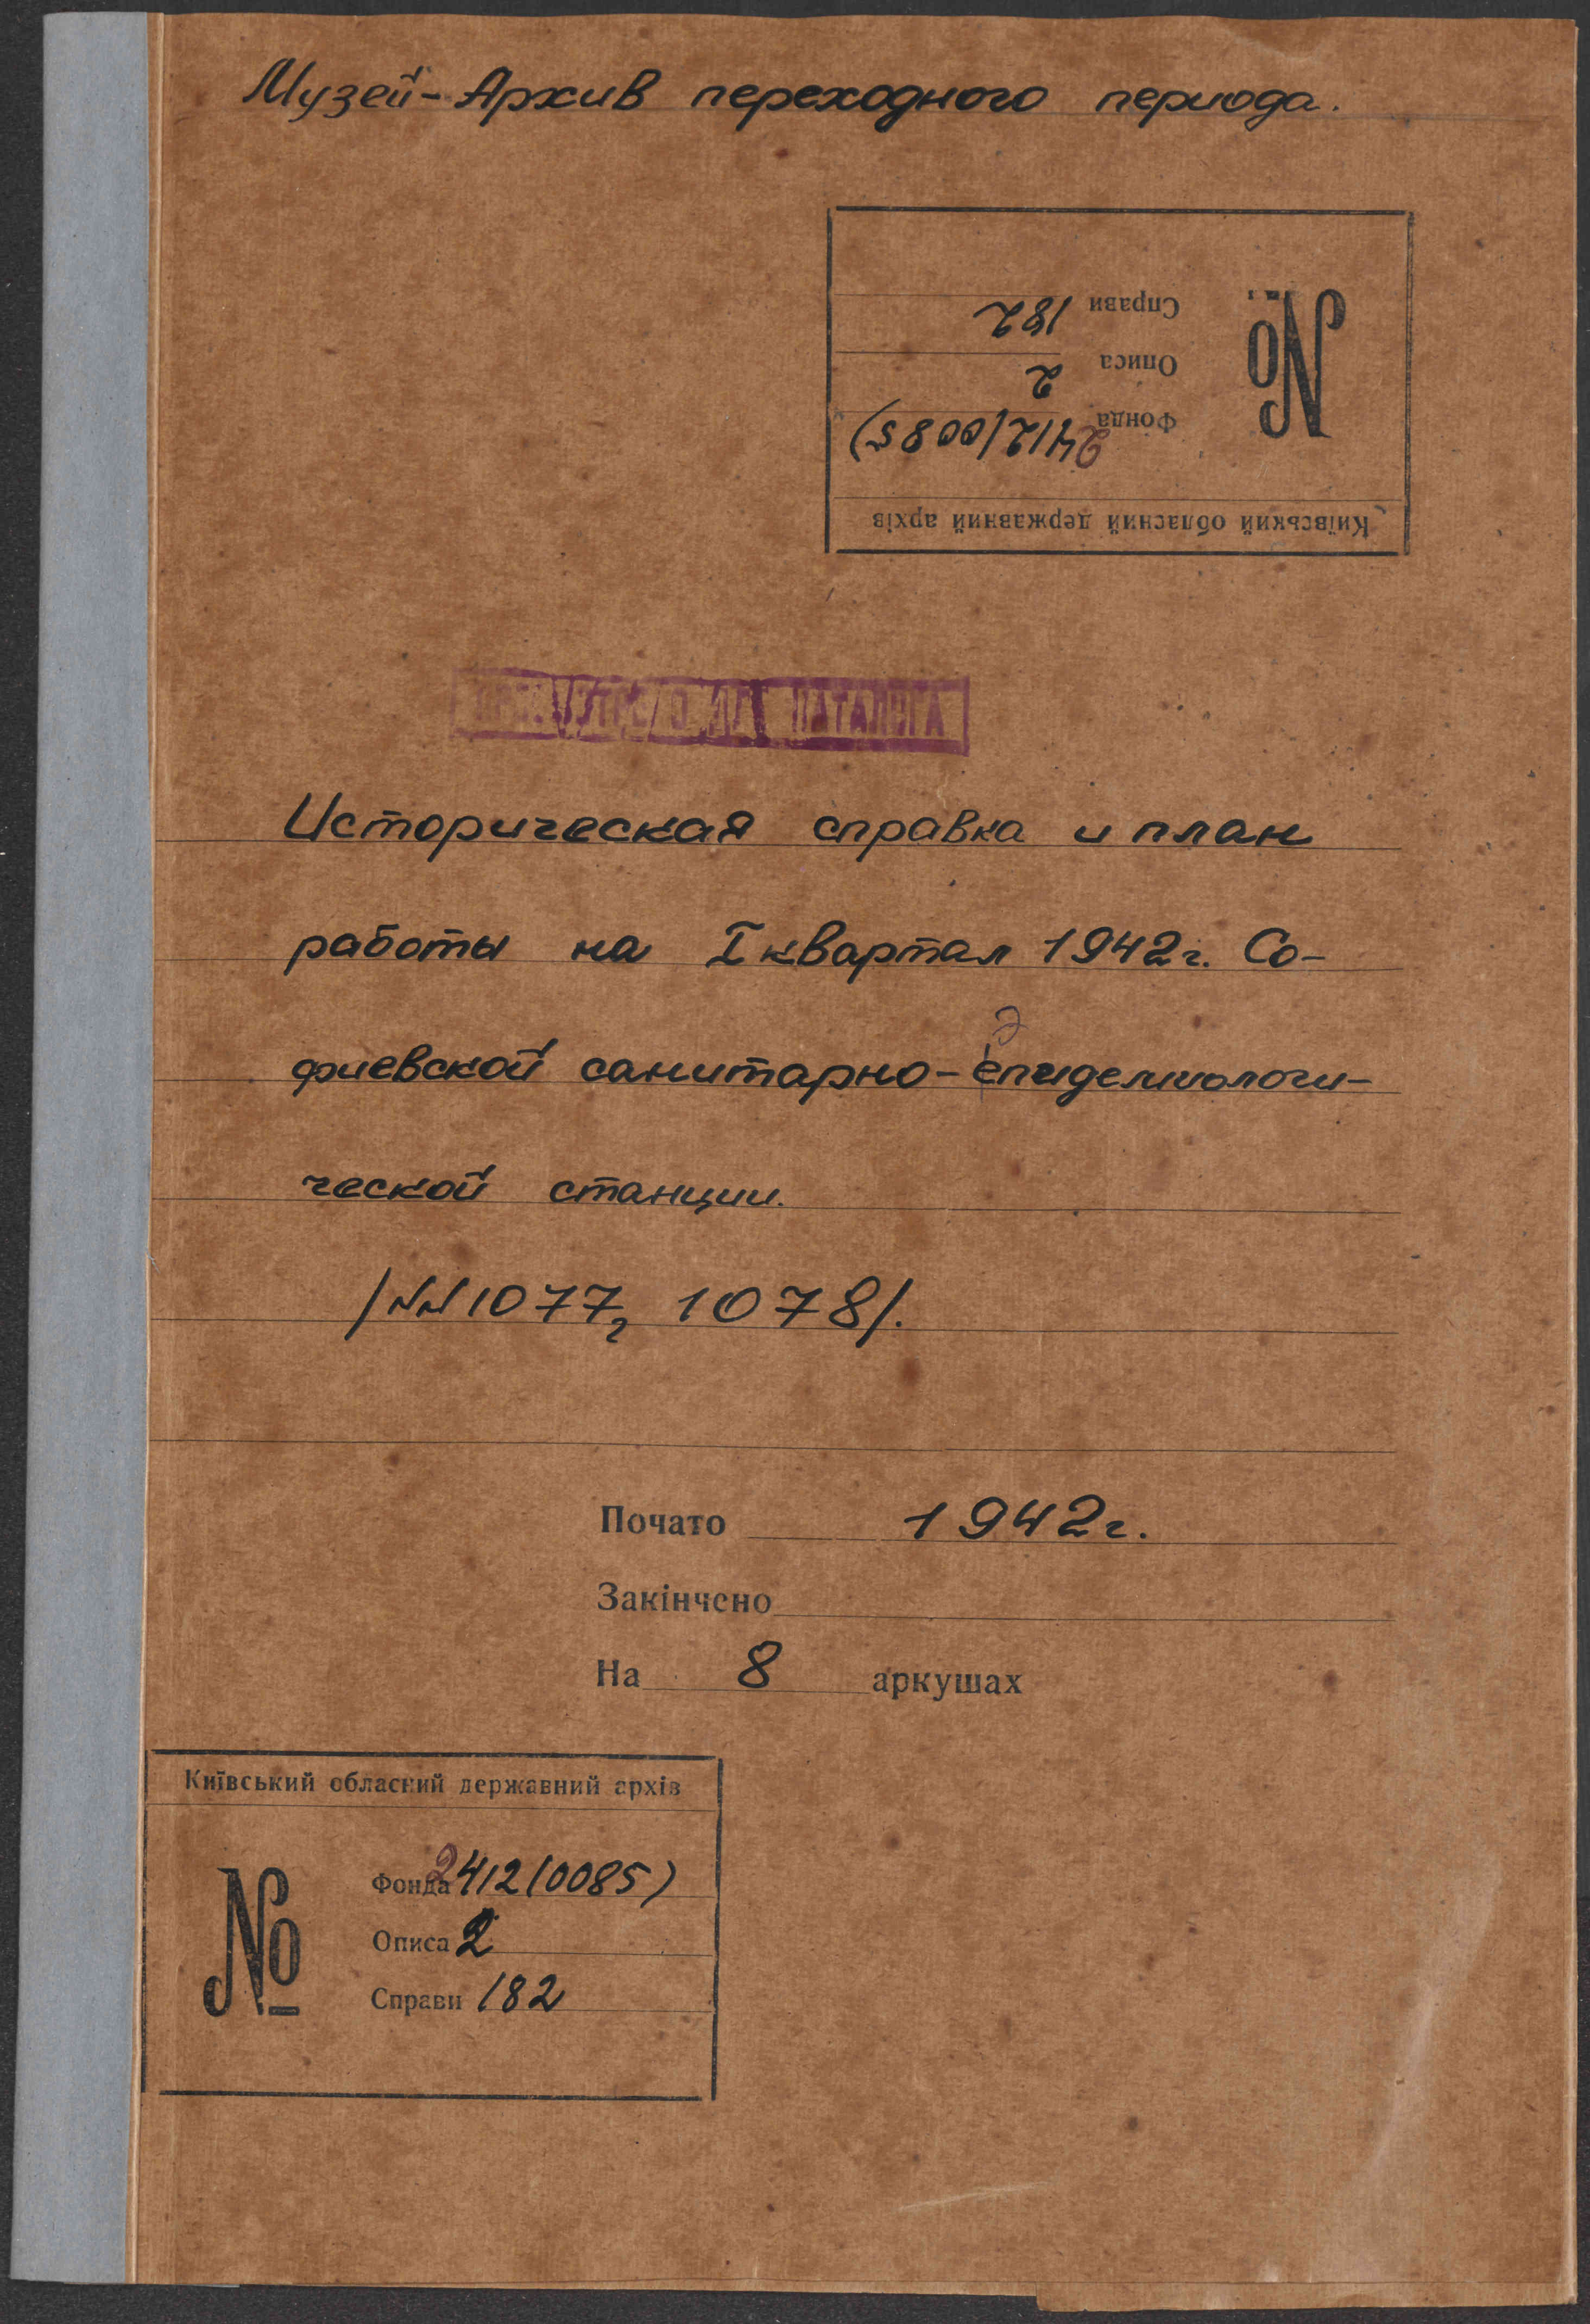 Музей-Архив переходного периода.
Київський обласний державний архів
№
Фонда 2412(0085)
Описа 2
Справи 182
КАТАЛОГА
Историческая справка и план
работы на I квартал 1942г. Со-
фиевской санитарно-епидемиологи-
э
ческой станции.
/NN1077, 1078/.
Почато 1942г.
Закінчено
На 8 аркушах
Київський обласний державний архів
№
Фонда 2412(0085)
Описа 2
Справи 182